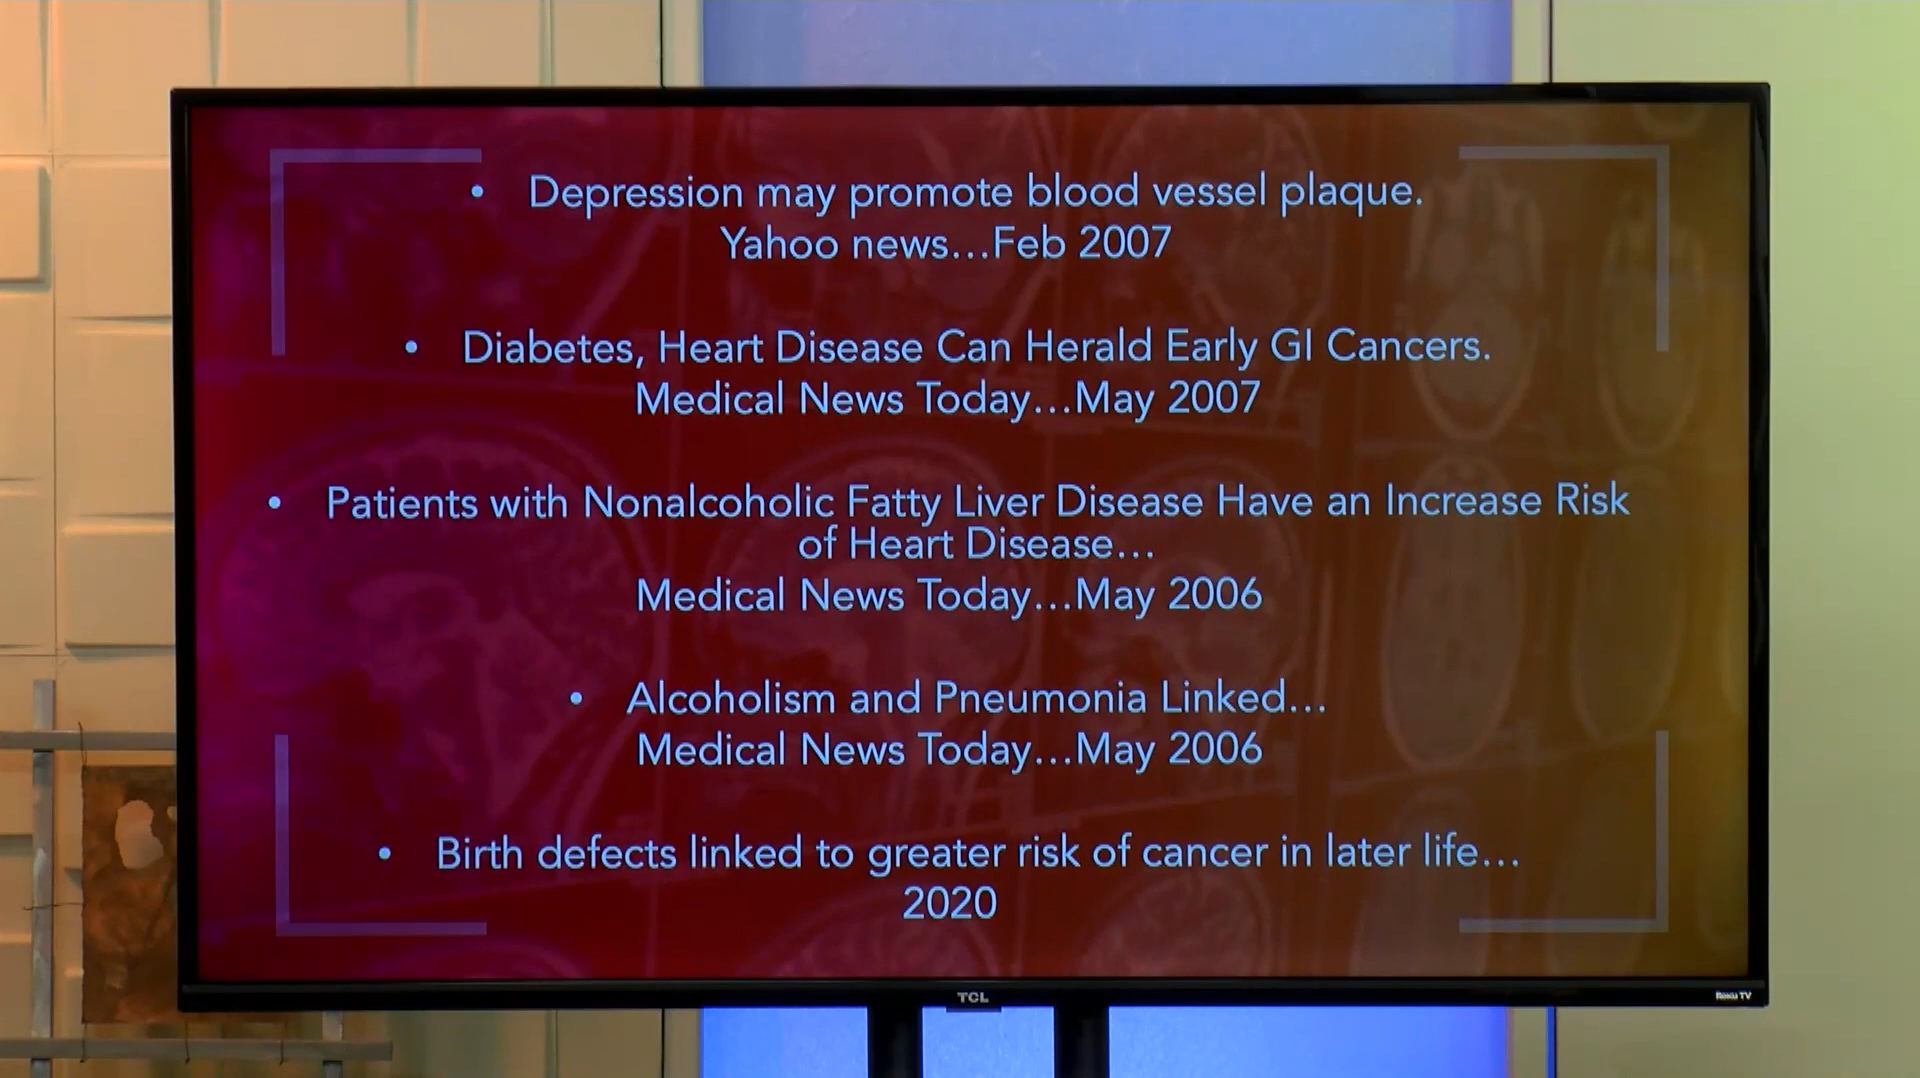 • Depression may promote blood vessel plaque.
Yahoo news...Feb 2007
• Diabetes, Heart Disease Can Herald Early GI Cancers.
Medical News Today...May 2007
• Patients with Nonalcoholic Fatty Liver Disease Have an Increase Risk
of Heart Disease...
Medical News Today...May 2006
• Alcoholism and Pneumonia Linked...
Medical News Today...May 2006
• Birth defects linked to greater risk of cancer in later life...
2020
TCL
Roku TV